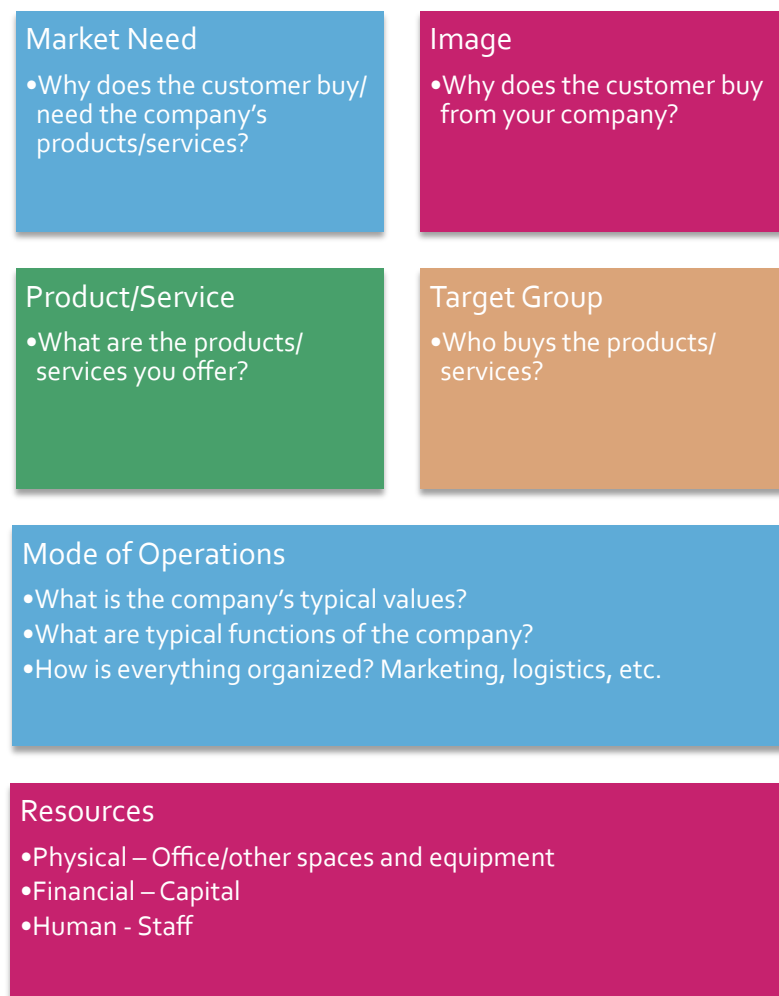 Market Need
•Why does the customer buy/
need the company's
products/services?
Image
•Why does the customer buy
from your company?
Product/Service
•What are the products/
services you offer?
Target Group
•Who buys the products/
services?
Mode of Operations
•What is the company's typical values?
•What are typical functions of the company?
•How is everything organized? Marketing, logistics, etc.
Resources
•Physical – Office/other spaces and equipment
•Financial – Capital
•Human - Staff